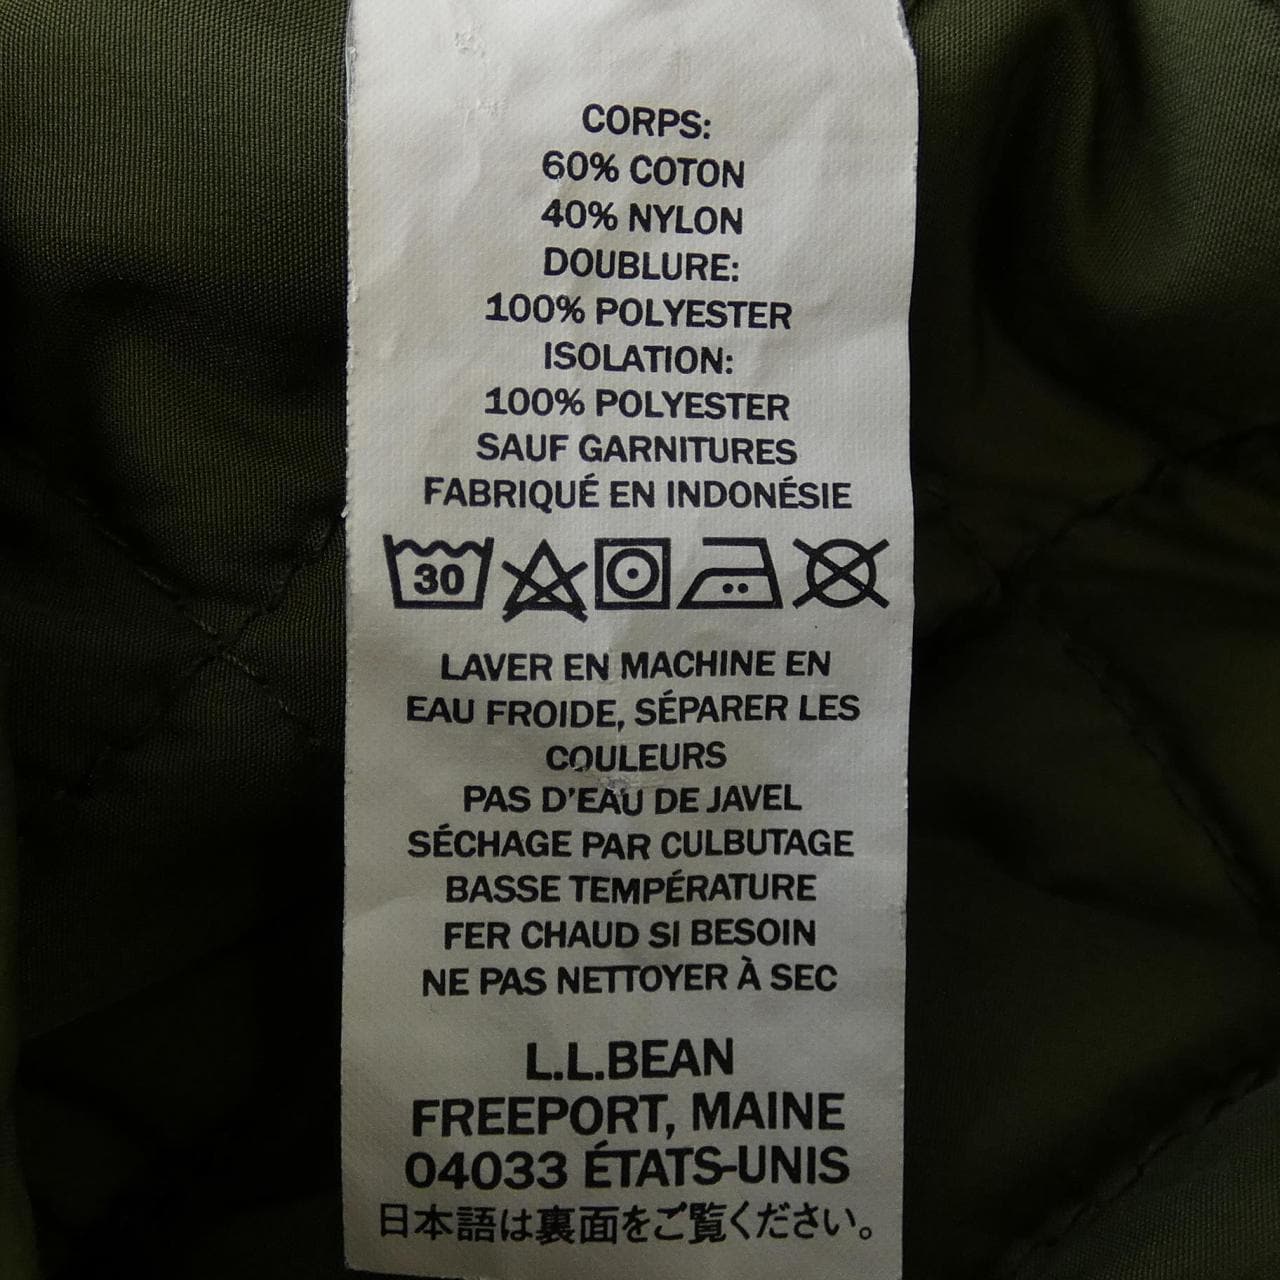 CORPS:
60% COTON
40% NYLON
DOUBLURE:
100% POLYESTER
ISOLATION:
100% POLYESTER
SAUF GARNITURES
FABRIQUÉ EN INDONÉSIE
30
LAVER EN MACHINE EN
EAU FROIDE, SÉPARER LES
COULEURS
PAS D'EAU DE JAVEL
SÉCHAGE PAR CULBUTAGE
BASSE TEMPÉRATURE
FER CHAUD SI BESOIN
NE PAS NETTOYER À SEC
L.L.BEAN
FREEPORT, MAINE
04033 ÉTATS-UNIS
日本語は裏面をご覧ください。